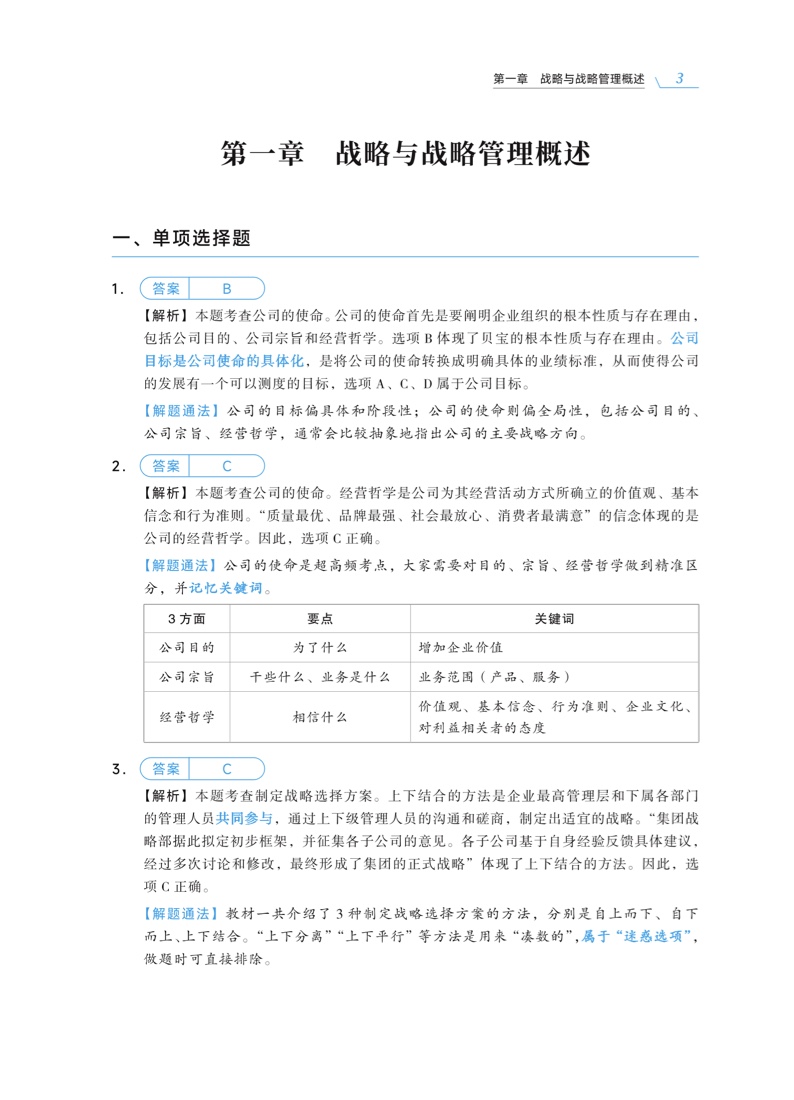 第一章　战略与战略管理概述　3
第一章　战略与战略管理概述
一、单项选择题
1. 答案 B
【解析】本题考查公司的使命。公司的使命首先是要阐明企业组织的根本性质与存在理由，
包括公司目的、公司宗旨和经营哲学。选项 B 体现了贝宝的根本性质与存在理由。公司
目标是公司使命的具体化，是将公司的使命转换成明确具体的业绩标准，从而使得公司
的发展有一个可以测度的目标，选项 A、C、D 属于公司目标。
【解题通法】公司的目标偏具体和阶段性；公司的使命则偏全局性，包括公司目的、
公司宗旨、经营哲学，通常会比较抽象地指出公司的主要战略方向。
2. 答案 C
【解析】本题考查公司的使命。经营哲学是公司为其经营活动方式所确立的价值观、基本
信念和行为准则。“质量最优、品牌最强、社会最放心、消费者最满意”的信念体现的是
公司的经营哲学。因此，选项 C 正确。
【解题通法】公司的使命是超高频考点，大家需要对目的、宗旨、经营哲学做到精准区
分，并记忆关键词。
3 方面 要点 关键词
公司目的 为了什么 增加企业价值
公司宗旨 干些什么、业务是什么 业务范围（产品、服务）
经营哲学 相信什么 价值观、基本信念、行为准则、企业文化、
对利益相关者的态度
3. 答案 C
【解析】本题考查制定战略选择方案。上下结合的方法是企业最高管理层和下属各部门
的管理人员共同参与，通过上下级管理人员的沟通和磋商，制定出适宜的战略。“集团战
略部据此拟定初步框架，并征集各子公司的意见。各子公司基于自身经验反馈具体建议，
经过多次讨论和修改，最终形成了集团的正式战略”体现了上下结合的方法。因此，选
项 C 正确。
【解题通法】教材一共介绍了 3 种制定战略选择方案的方法，分别是自上而下、自下
而上、上下结合。“上下分离”“上下平行”等方法是用来“凑数的”，属于“迷惑选项”，
做题时可直接排除。